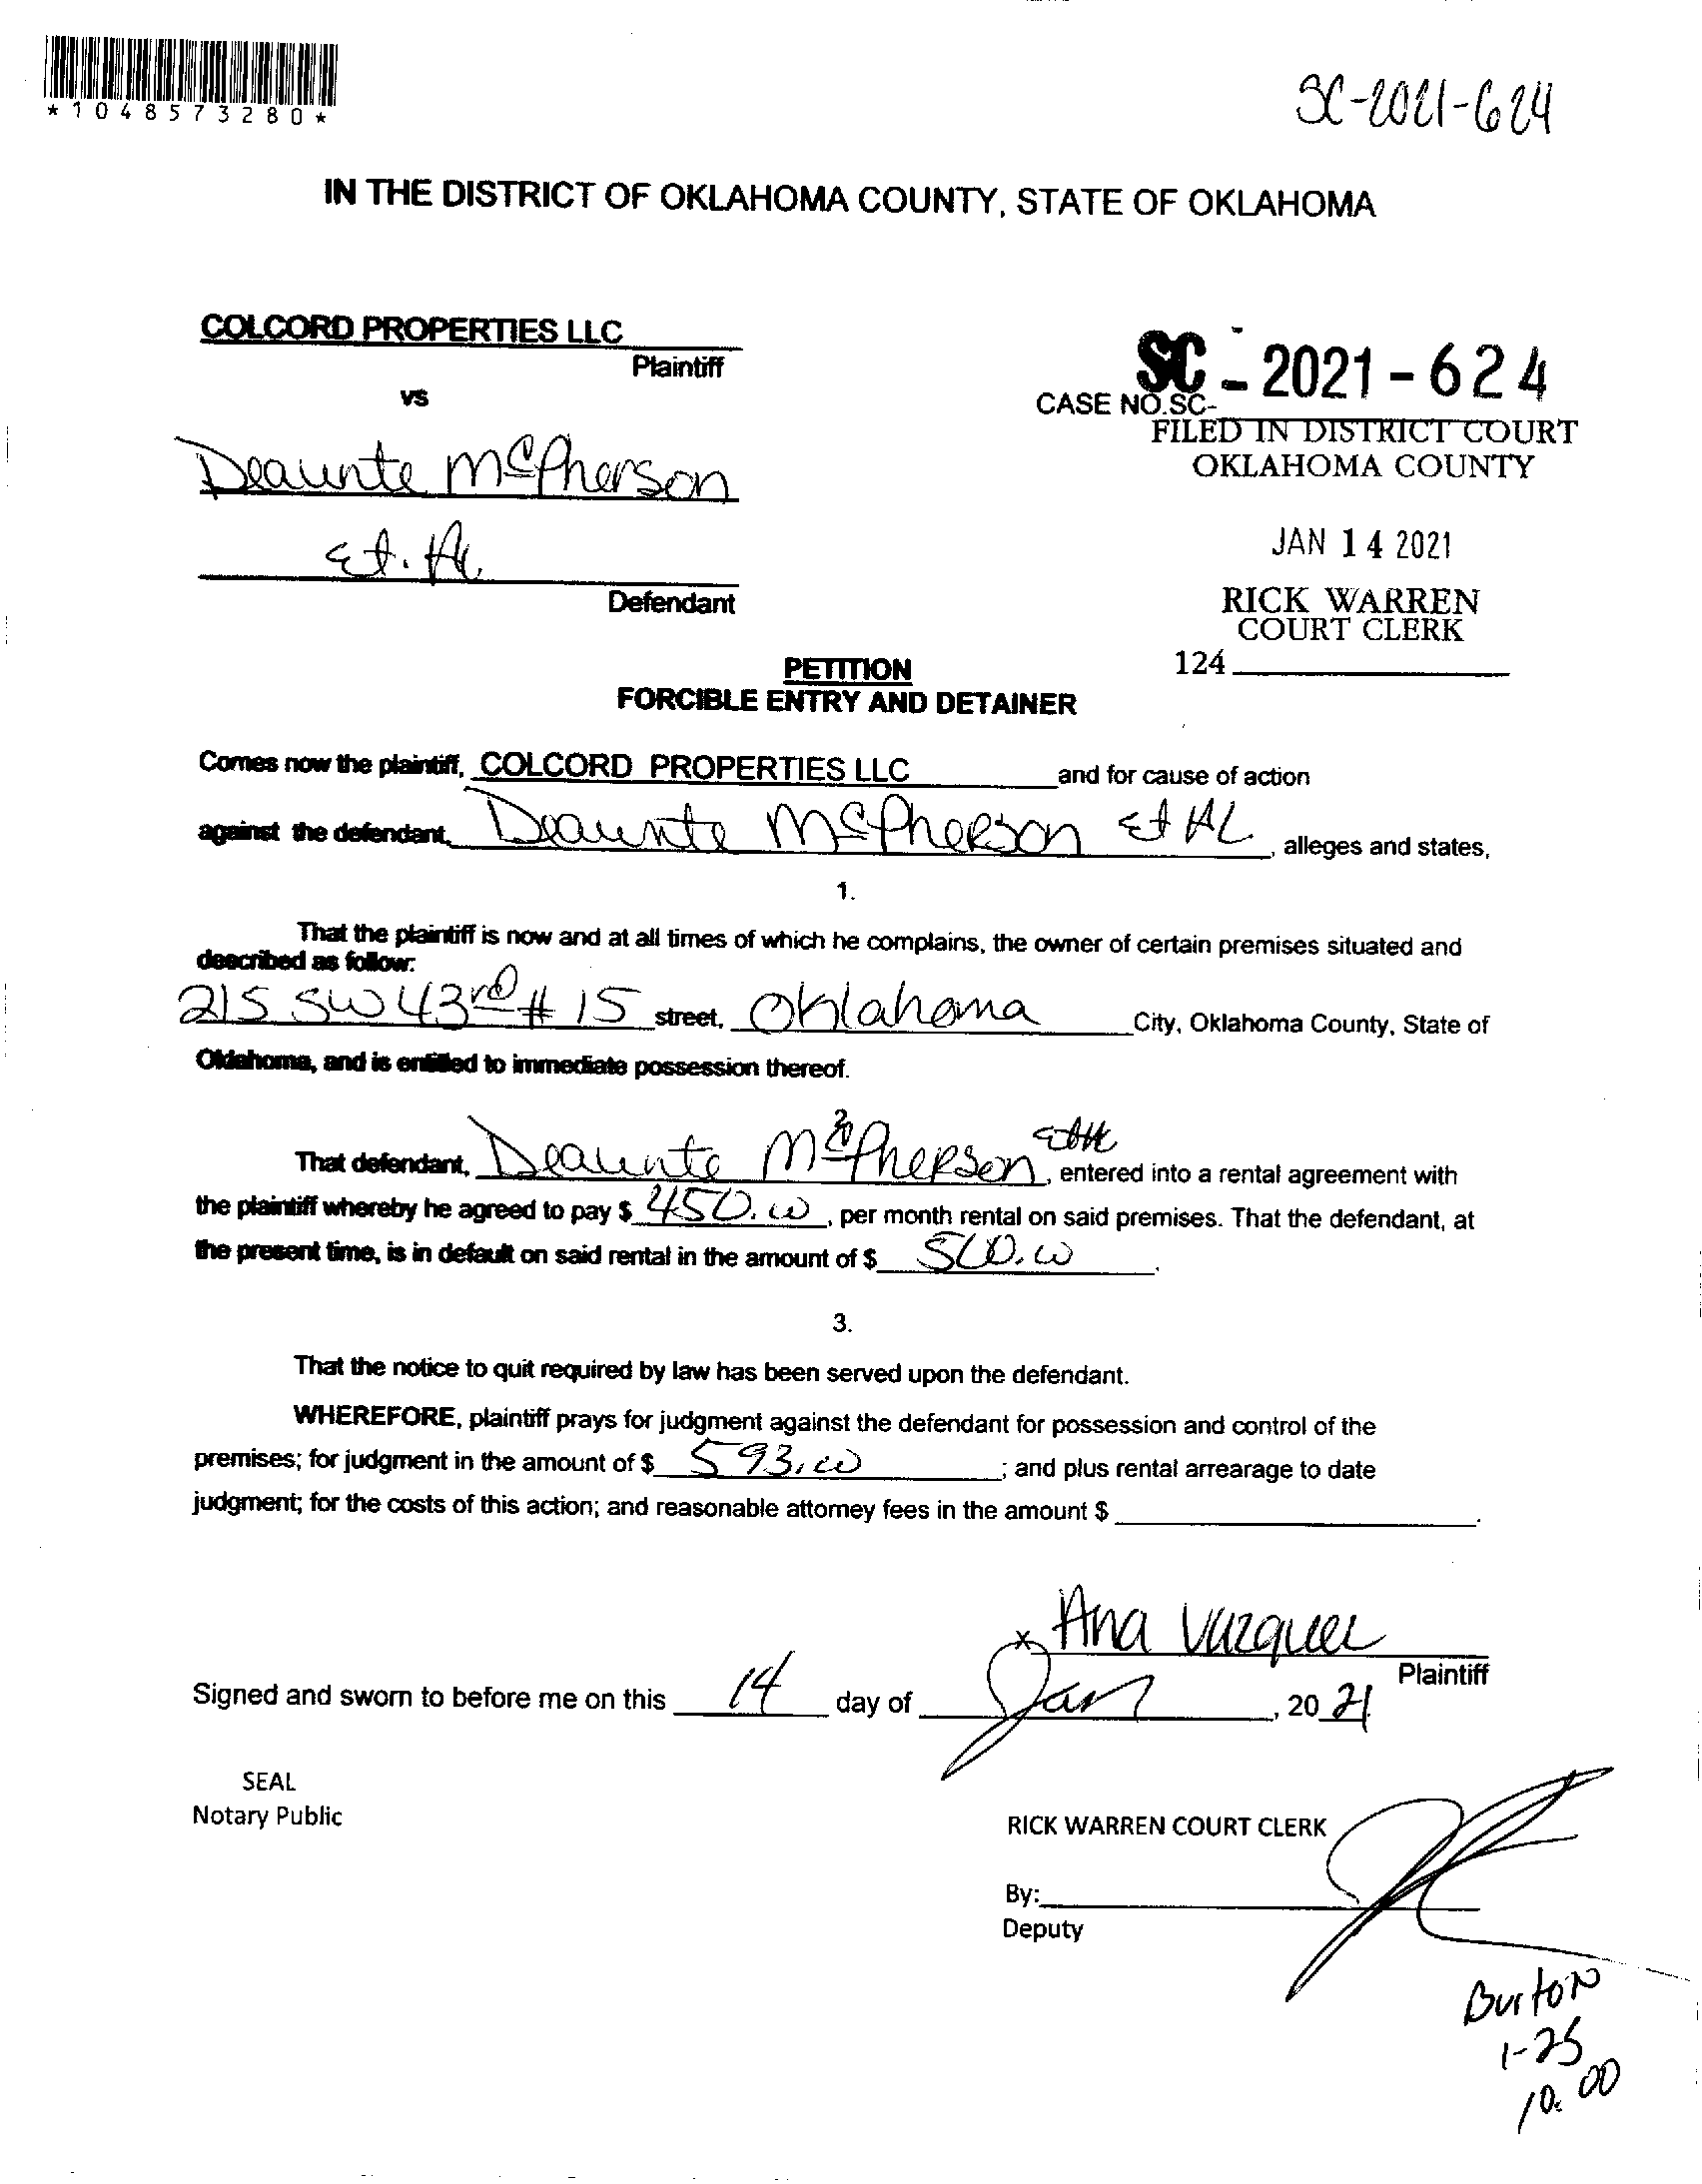 *1048573280*
SC-2021-624
IN THE DISTRICT OF OKLAHOMA COUNTY, STATE OF OKLAHOMA
COLCORD PROPERTIES LLC
Plaintiff
vs
SC - 2021 - 624
CASE NO.SC-
Deaunte McPherson
FILED IN DISTRICT COURT
OKLAHOMA COUNTY
et. Al.
JAN 14 2021
Defendant
RICK WARREN
COURT CLERK
124
PETITION
FORCIBLE ENTRY AND DETAINER
Comes now the plaintiff, COLCORD PROPERTIES LLC and for cause of action
against the defendant, Deaunte McPherson et AL, alleges and states,
1.
That the plaintiff is now and at all times of which he complains, the owner of certain premises situated and
described as follow:
215 SW 43rd # 15 street, Oklahoma City, Oklahoma County, State of
Oklahoma, and is entitled to immediate possession thereof.
2
That defendant, Deaunte McPherson et Al, entered into a rental agreement with
the plaintiff whereby he agreed to pay $ 450.00, per month rental on said premises. That the defendant, at
the present time, is in default on said rental in the amount of $
3.
That the notice to quit required by law has been served upon the defendant.
WHEREFORE, plaintiff prays for judgment against the defendant for possession and control of the
premises; for judgment in the amount of $ 593.00; and plus rental arrearage to date
judgment; for the costs of this action; and reasonable attorney fees in the amount $ .
x Ana Vazquez
Plaintiff
Signed and sworn to before me on this 14 day of Jan, 20 21
SEAL
Notary Public
RICK WARREN COURT CLERK
By:
Deputy
Burton
1-25
10:00